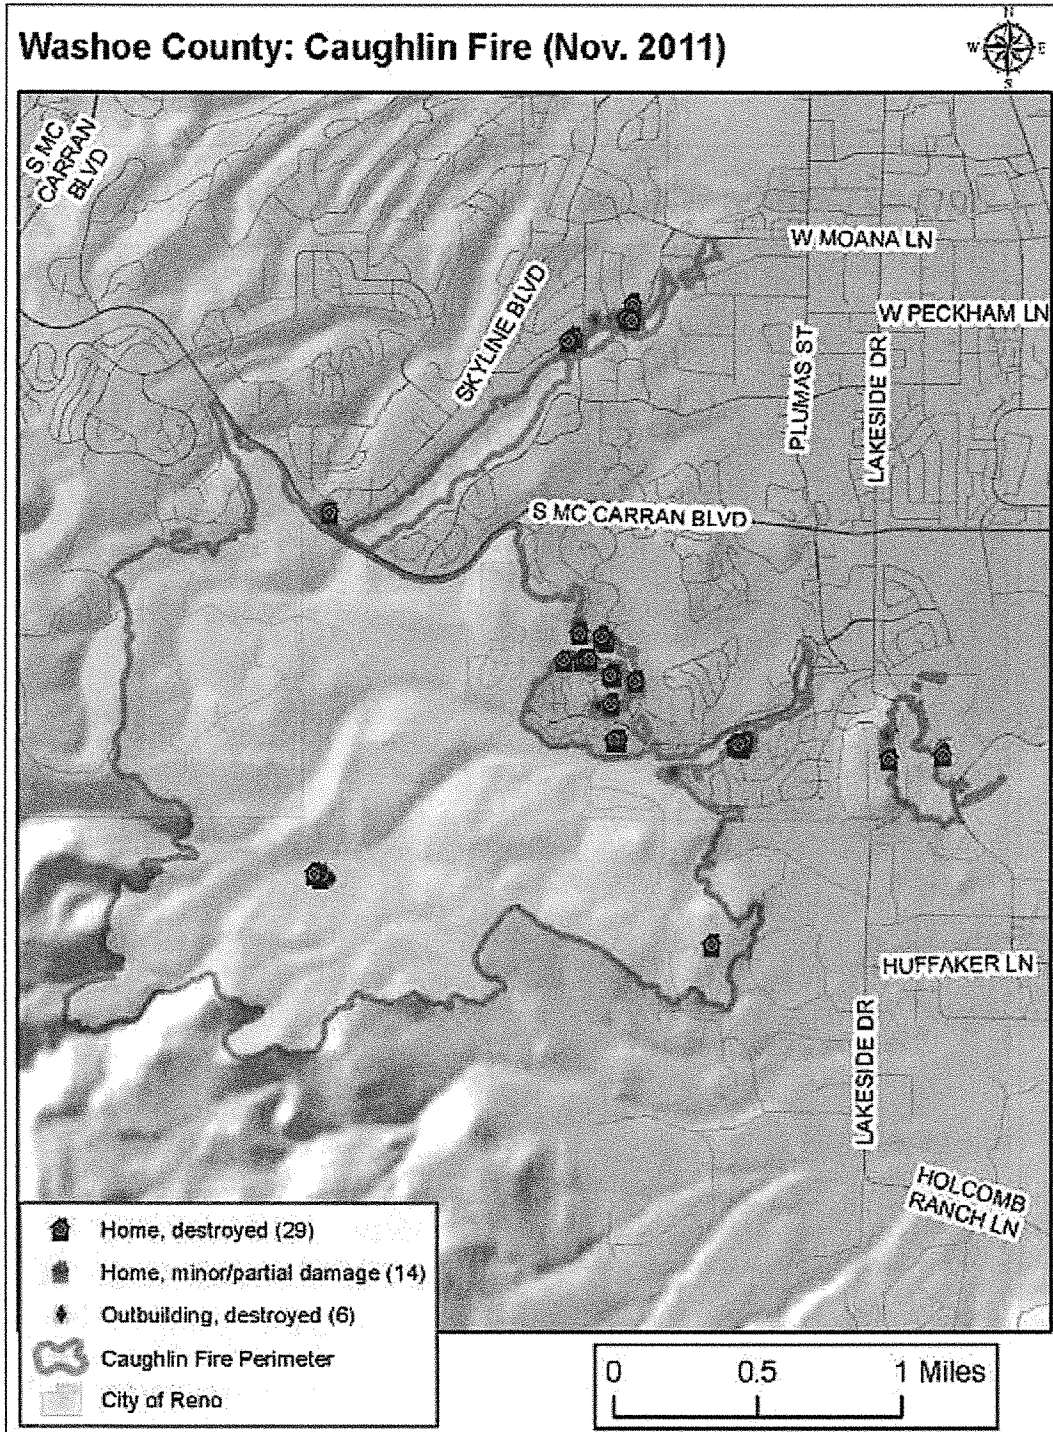 Washoe County: Caughlin Fire (Nov. 2011)
N
W E
S
S MC
CARRAN
BLVD
W MOANA LN
SKYLINE BLVD
W PECKHAM LN
PLUMAS ST
LAKESIDE DR
S MC CARRAN BLVD
HUFFAKER LN
LAKESIDE DR
HOLCOMB
RANCH LN
Home, destroyed (29)
Home, minor/partial damage (14)
Outbuilding, destroyed (6)
Caughlin Fire Perimeter
City of Reno
0 0.5 1 Miles